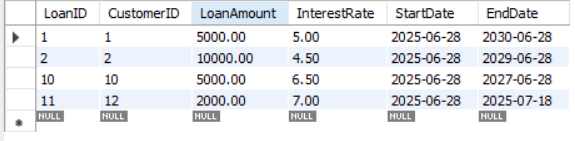 LoanID CustomerID LoanAmount InterestRate StartDate EndDate
1 1 5000.00 5.00 2025-06-28 2030-06-28
2 2 10000.00 4.50 2025-06-28 2029-06-28
10 10 5000.00 6.50 2025-06-28 2027-06-28
11 12 2000.00 7.00 2025-06-28 2025-07-18
NULL NULL NULL NULL NULL NULL